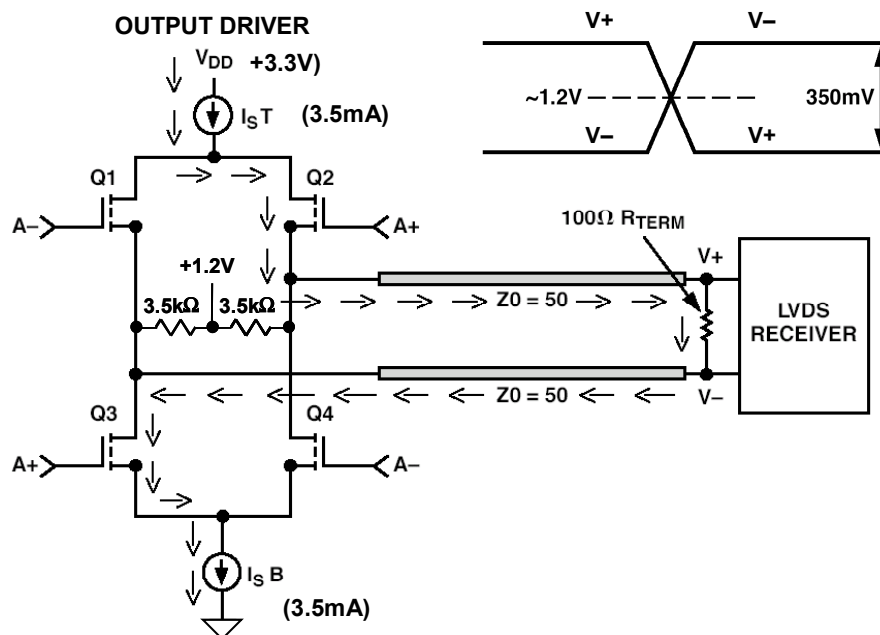 OUTPUT DRIVER
VDD +3.3V)
IST (3.5mA)
V+ V–
~1.2V 350mV
V– V+
Q1 Q2
A– A+
100Ω RTERM
+1.2V
V+
3.5kΩ 3.5kΩ
Z0 = 50
LVDS
RECEIVER
Z0 = 50 V–
Q3 Q4
A+ A–
IS B
(3.5mA)